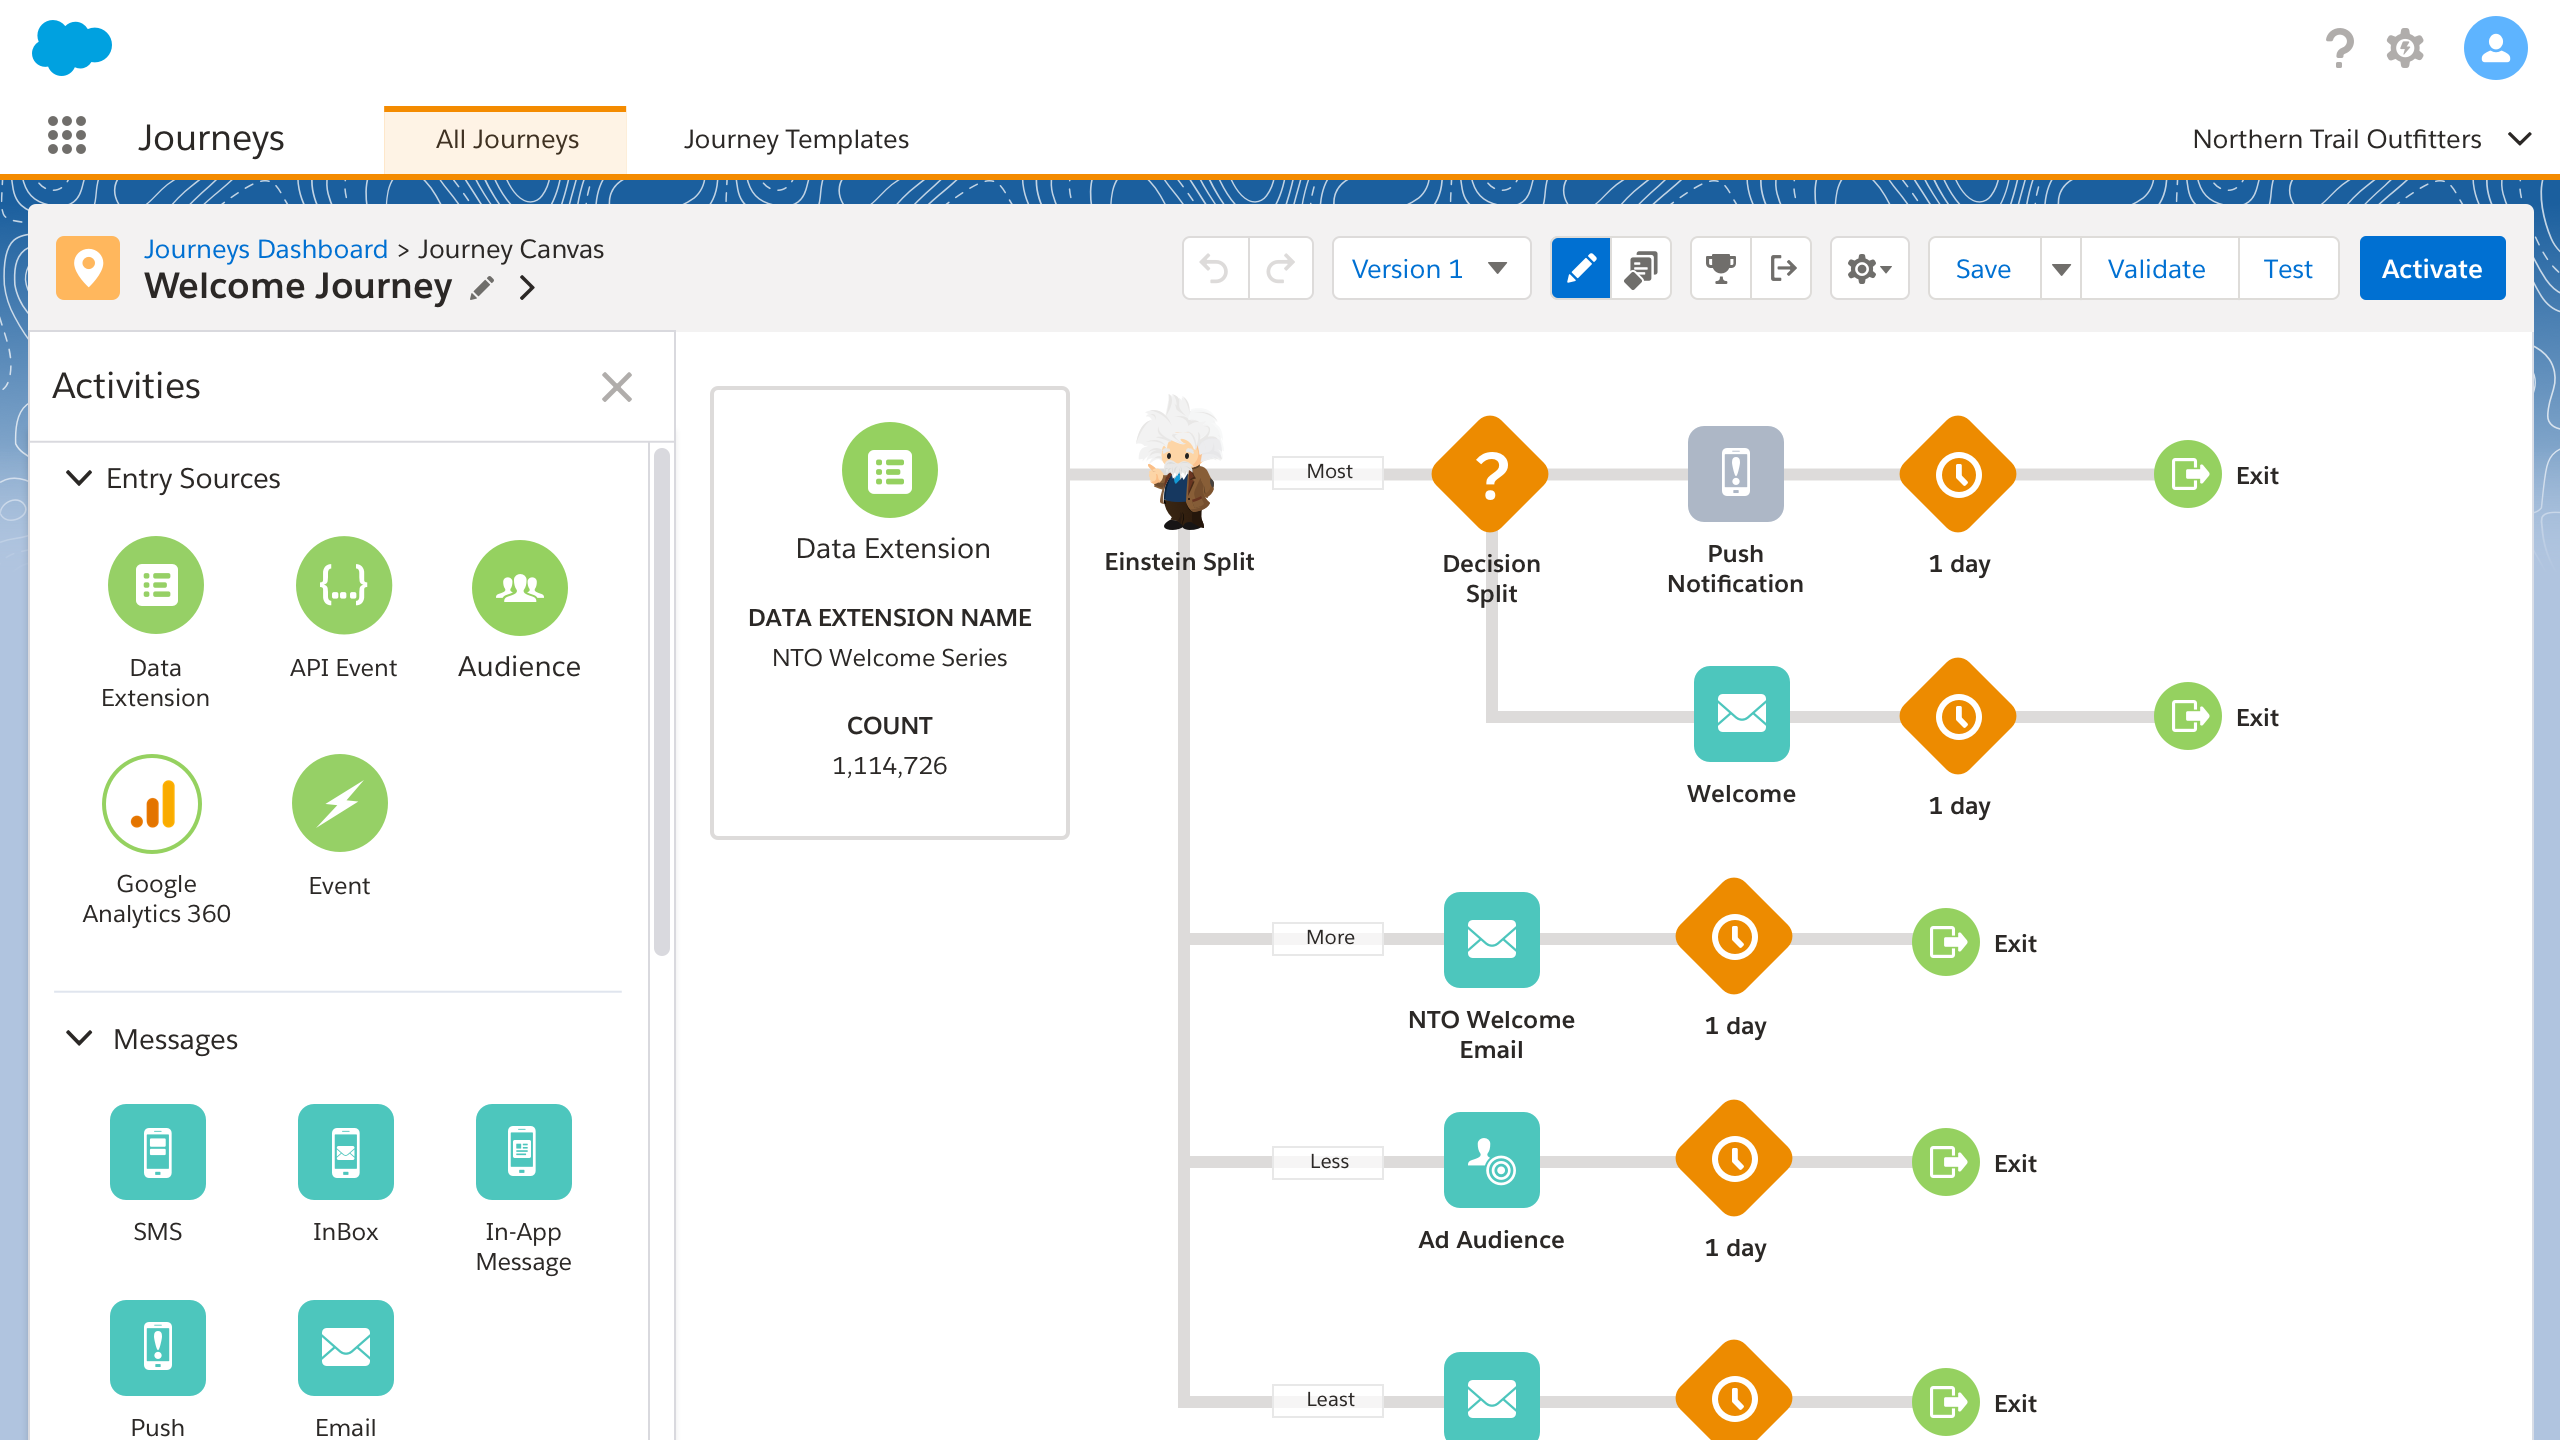 Journeys
All Journeys
Journey Templates
Northern Trail Outfitters
Journeys Dashboard > Journey Canvas
Welcome Journey
Version 1
Save
Validate
Test
Activate
Activities
Entry Sources
Data
Extension
API Event
Audience
Google
Analytics 360
Event
Messages
SMS
InBox
In-App
Message
Push
Email
Data Extension
DATA EXTENSION NAME
NTO Welcome Series
COUNT
1,114,726
Einstein Split
Most
?
Decision
Split
Push
Notification
1 day
Exit
Welcome
1 day
Exit
More
NTO Welcome
Email
1 day
Exit
Less
Ad Audience
1 day
Exit
Least
Exit